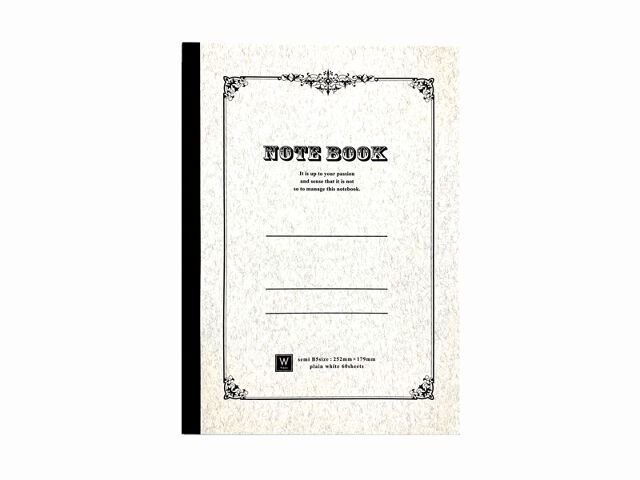 NOTE BOOK
It is up to your passion
and sense that it is not
so to manage this notebook.
W
semi B5size : 252mm×179mm
plain white 60sheets